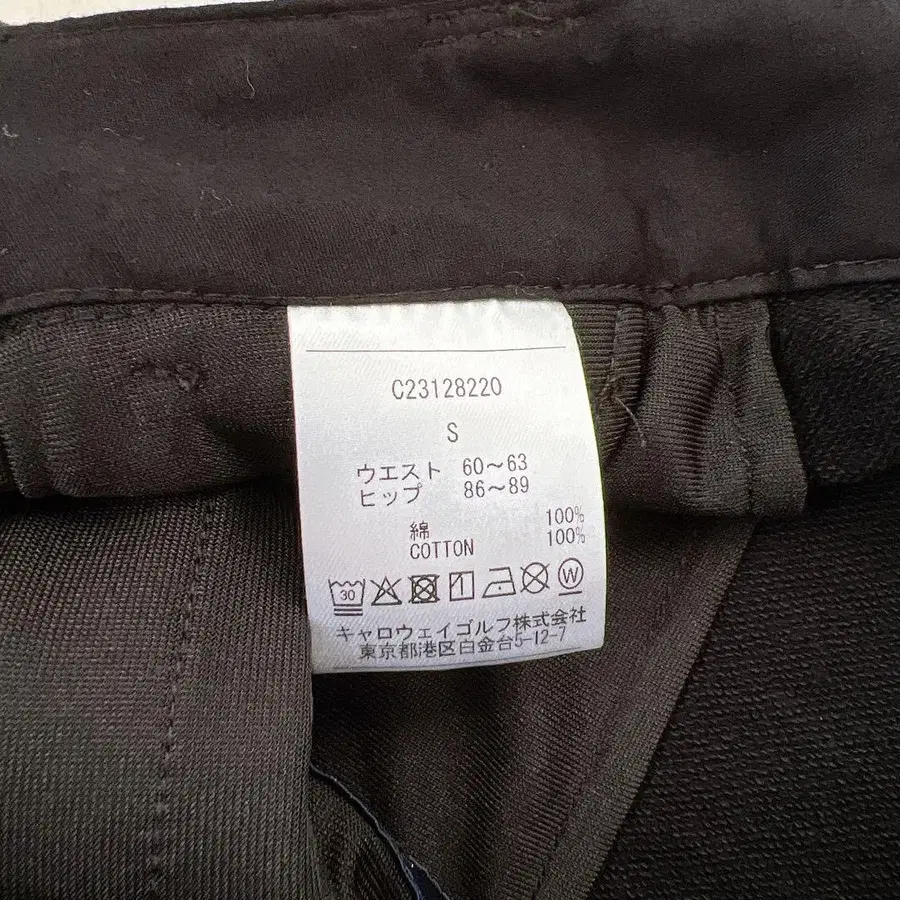 C23128220
S
ウエスト 60～63
ヒップ 86～89
綿 100%
COTTON 100%
30 1 W
キャロウェイゴルフ株式会社
東京都港区白金台5-12-7